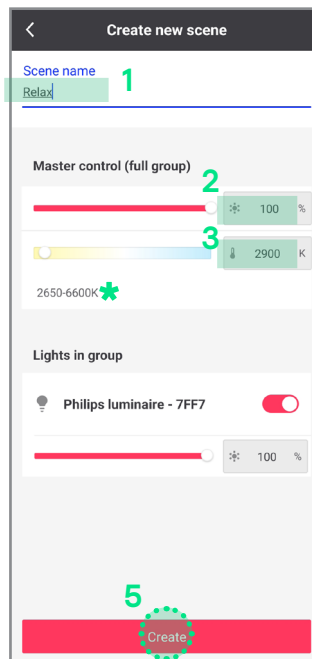 Create new scene
Scene name
1
Relax
Master control (full group)
2
100 %
3
2900 K
2650-6600K*
Lights in group
Philips luminaire - 7FF7
100 %
5
Create